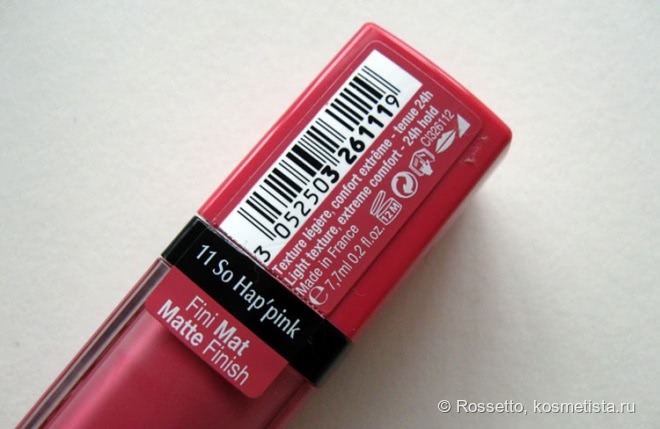 3 052503 261119
Texture légère, confort extrême - tenue 24h
Light texture, extreme comfort - 24h hold
Made in France
CI326112
e 7,7ml 0.2 fl.oz.
12M
11 So Hap'pink
Fini Mat
Matte Finish
© Rossetto, kosmetista.ru